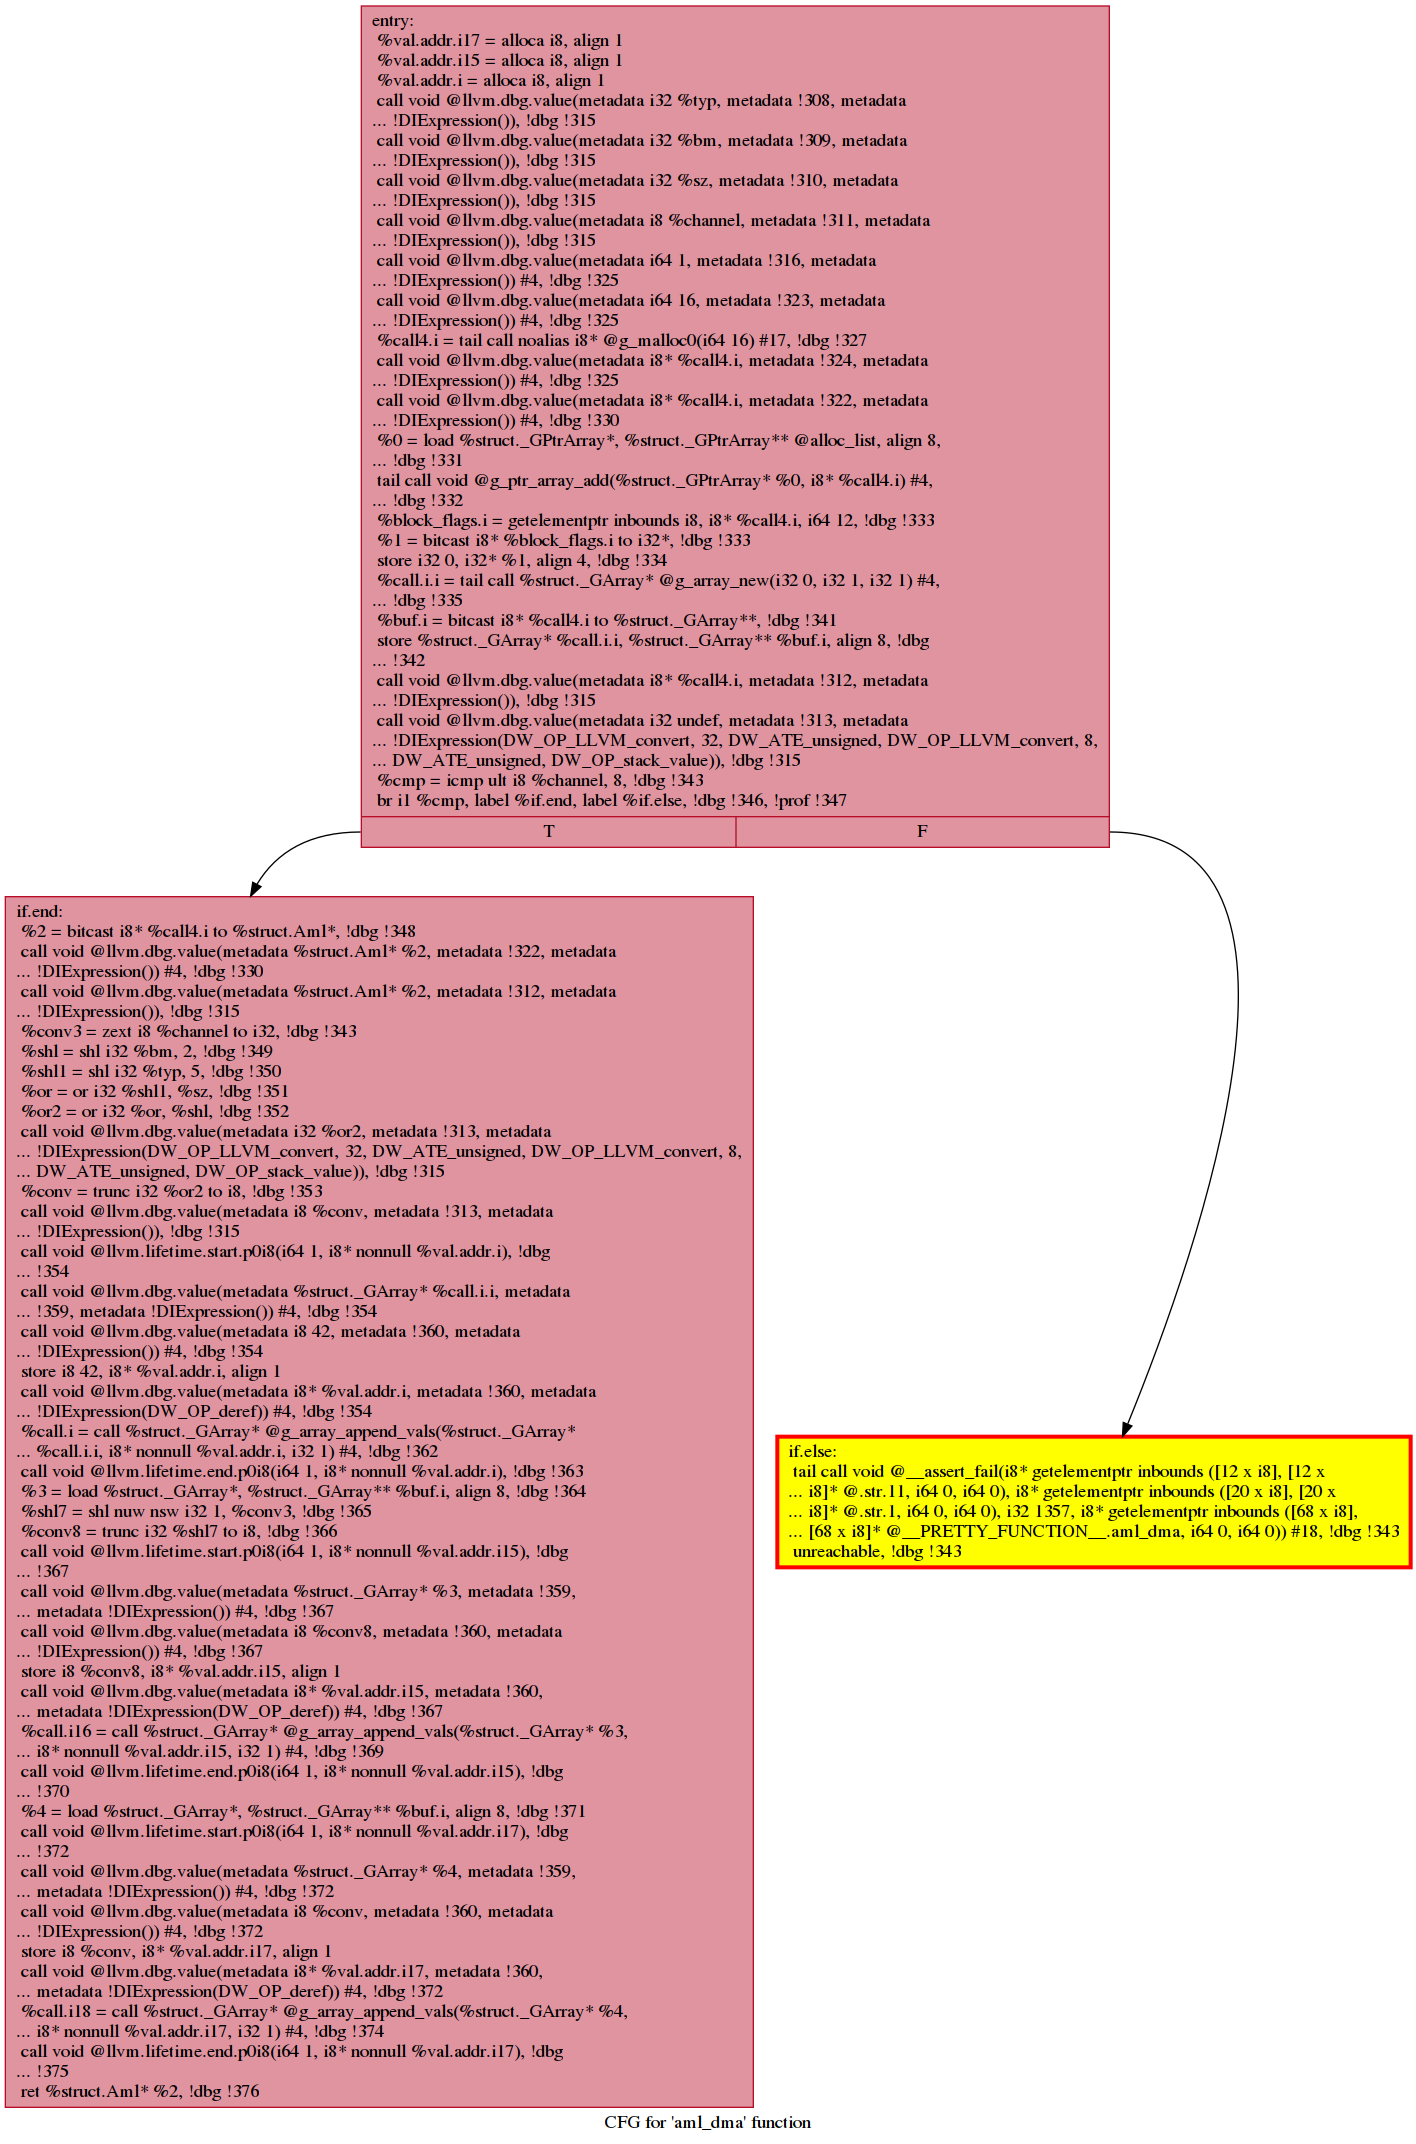 entry:
%val.addr.i17 = alloca i8, align 1
%val.addr.i15 = alloca i8, align 1
%val.addr.i = alloca i8, align 1
call void @llvm.dbg.value(metadata i32 %typ, metadata !308, metadata
... !DIExpression()), !dbg !315
call void @llvm.dbg.value(metadata i32 %bm, metadata !309, metadata
... !DIExpression()), !dbg !315
call void @llvm.dbg.value(metadata i32 %sz, metadata !310, metadata
... !DIExpression()), !dbg !315
call void @llvm.dbg.value(metadata i8 %channel, metadata !311, metadata
... !DIExpression()), !dbg !315
call void @llvm.dbg.value(metadata i64 1, metadata !316, metadata
... !DIExpression()) #4, !dbg !325
call void @llvm.dbg.value(metadata i64 16, metadata !323, metadata
... !DIExpression()) #4, !dbg !325
%call4.i = tail call noalias i8* @g_malloc0(i64 16) #17, !dbg !327
call void @llvm.dbg.value(metadata i8* %call4.i, metadata !324, metadata
... !DIExpression()) #4, !dbg !325
call void @llvm.dbg.value(metadata i8* %call4.i, metadata !322, metadata
... !DIExpression()) #4, !dbg !330
%0 = load %struct._GPtrArray*, %struct._GPtrArray** @alloc_list, align 8,
... !dbg !331
tail call void @g_ptr_array_add(%struct._GPtrArray* %0, i8* %call4.i) #4,
... !dbg !332
%block_flags.i = getelementptr inbounds i8, i8* %call4.i, i64 12, !dbg !333
%1 = bitcast i8* %block_flags.i to i32*, !dbg !333
store i32 0, i32* %1, align 4, !dbg !334
%call.i.i = tail call %struct._GArray* @g_array_new(i32 0, i32 1, i32 1) #4,
... !dbg !335
%buf.i = bitcast i8* %call4.i to %struct._GArray**, !dbg !341
store %struct._GArray* %call.i.i, %struct._GArray** %buf.i, align 8, !dbg
... !342
call void @llvm.dbg.value(metadata i8* %call4.i, metadata !312, metadata
... !DIExpression()), !dbg !315
call void @llvm.dbg.value(metadata i32 undef, metadata !313, metadata
... !DIExpression(DW_OP_LLVM_convert, 32, DW_ATE_unsigned, DW_OP_LLVM_convert, 8,
... DW_ATE_unsigned, DW_OP_stack_value)), !dbg !315
%cmp = icmp ult i8 %channel, 8, !dbg !343
br i1 %cmp, label %if.end, label %if.else, !dbg !346, !prof !347
T
F
if.end:
%2 = bitcast i8* %call4.i to %struct.Aml*, !dbg !348
call void @llvm.dbg.value(metadata %struct.Aml* %2, metadata !322, metadata
... !DIExpression()) #4, !dbg !330
call void @llvm.dbg.value(metadata %struct.Aml* %2, metadata !312, metadata
... !DIExpression()), !dbg !315
%conv3 = zext i8 %channel to i32, !dbg !343
%shl = shl i32 %bm, 2, !dbg !349
%shl1 = shl i32 %typ, 5, !dbg !350
%or = or i32 %shl1, %sz, !dbg !351
%or2 = or i32 %or, %shl, !dbg !352
call void @llvm.dbg.value(metadata i32 %or2, metadata !313, metadata
... !DIExpression(DW_OP_LLVM_convert, 32, DW_ATE_unsigned, DW_OP_LLVM_convert, 8,
... DW_ATE_unsigned, DW_OP_stack_value)), !dbg !315
%conv = trunc i32 %or2 to i8, !dbg !353
call void @llvm.dbg.value(metadata i8 %conv, metadata !313, metadata
... !DIExpression()), !dbg !315
call void @llvm.lifetime.start.p0i8(i64 1, i8* nonnull %val.addr.i), !dbg
... !354
call void @llvm.dbg.value(metadata %struct._GArray* %call.i.i, metadata
... !359, metadata !DIExpression()) #4, !dbg !354
call void @llvm.dbg.value(metadata i8 42, metadata !360, metadata
... !DIExpression()) #4, !dbg !354
store i8 42, i8* %val.addr.i, align 1
call void @llvm.dbg.value(metadata i8* %val.addr.i, metadata !360, metadata
... !DIExpression(DW_OP_deref)) #4, !dbg !354
%call.i = call %struct._GArray* @g_array_append_vals(%struct._GArray*
... %call.i.i, i8* nonnull %val.addr.i, i32 1) #4, !dbg !362
call void @llvm.lifetime.end.p0i8(i64 1, i8* nonnull %val.addr.i), !dbg !363
%3 = load %struct._GArray*, %struct._GArray** %buf.i, align 8, !dbg !364
%shl7 = shl nuw nsw i32 1, %conv3, !dbg !365
%conv8 = trunc i32 %shl7 to i8, !dbg !366
call void @llvm.lifetime.start.p0i8(i64 1, i8* nonnull %val.addr.i15), !dbg
... !367
call void @llvm.dbg.value(metadata %struct._GArray* %3, metadata !359,
... metadata !DIExpression()) #4, !dbg !367
call void @llvm.dbg.value(metadata i8 %conv8, metadata !360, metadata
... !DIExpression()) #4, !dbg !367
store i8 %conv8, i8* %val.addr.i15, align 1
call void @llvm.dbg.value(metadata i8* %val.addr.i15, metadata !360,
... metadata !DIExpression(DW_OP_deref)) #4, !dbg !367
%call.i16 = call %struct._GArray* @g_array_append_vals(%struct._GArray* %3,
... i8* nonnull %val.addr.i15, i32 1) #4, !dbg !369
call void @llvm.lifetime.end.p0i8(i64 1, i8* nonnull %val.addr.i15), !dbg
... !370
%4 = load %struct._GArray*, %struct._GArray** %buf.i, align 8, !dbg !371
call void @llvm.lifetime.start.p0i8(i64 1, i8* nonnull %val.addr.i17), !dbg
... !372
call void @llvm.dbg.value(metadata %struct._GArray* %4, metadata !359,
... metadata !DIExpression()) #4, !dbg !372
call void @llvm.dbg.value(metadata i8 %conv, metadata !360, metadata
... !DIExpression()) #4, !dbg !372
store i8 %conv, i8* %val.addr.i17, align 1
call void @llvm.dbg.value(metadata i8* %val.addr.i17, metadata !360,
... metadata !DIExpression(DW_OP_deref)) #4, !dbg !372
%call.i18 = call %struct._GArray* @g_array_append_vals(%struct._GArray* %4,
... i8* nonnull %val.addr.i17, i32 1) #4, !dbg !374
call void @llvm.lifetime.end.p0i8(i64 1, i8* nonnull %val.addr.i17), !dbg
... !375
ret %struct.Aml* %2, !dbg !376
if.else:
tail call void @__assert_fail(i8* getelementptr inbounds ([12 x i8], [12 x
... i8]* @.str.11, i64 0, i64 0), i8* getelementptr inbounds ([20 x i8], [20 x
... i8]* @.str.1, i64 0, i64 0), i32 1357, i8* getelementptr inbounds ([68 x i8],
... [68 x i8]* @__PRETTY_FUNCTION__.aml_dma, i64 0, i64 0)) #18, !dbg !343
unreachable, !dbg !343
CFG for 'aml_dma' function